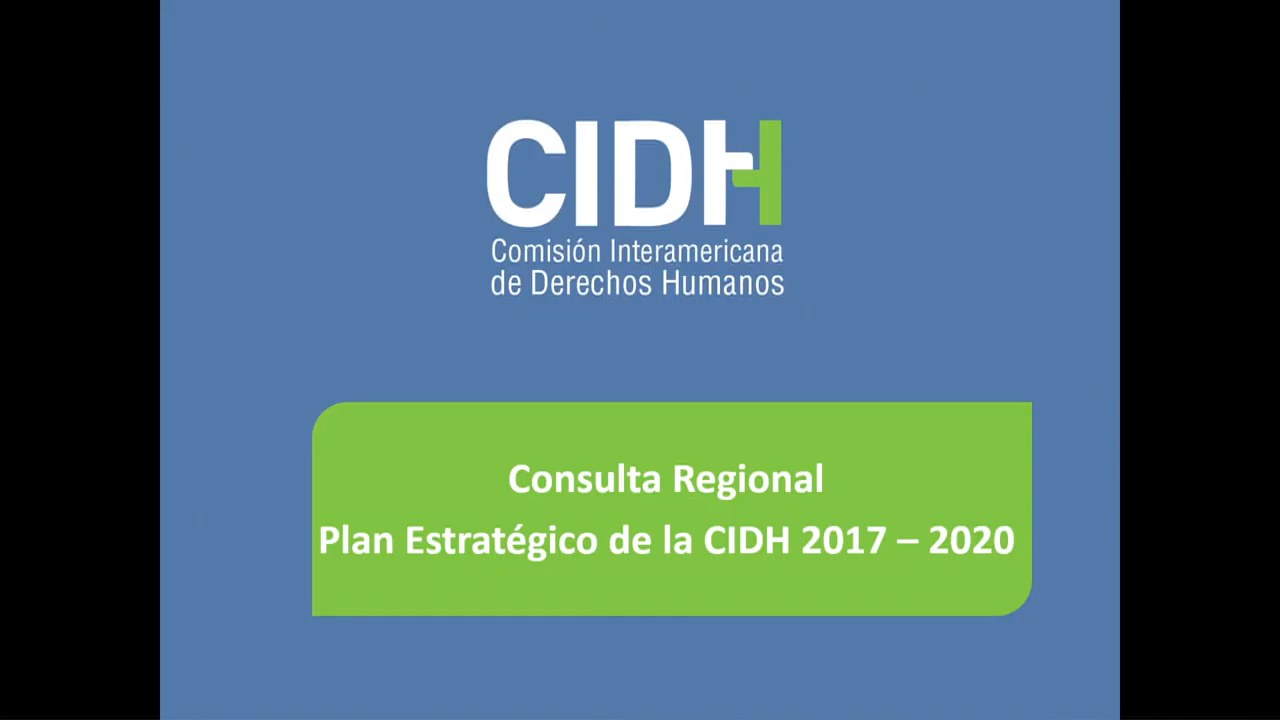 CIDH
Comisión Interamericana
de Derechos Humanos
Consulta Regional
Plan Estratégico de la CIDH 2017 – 2020